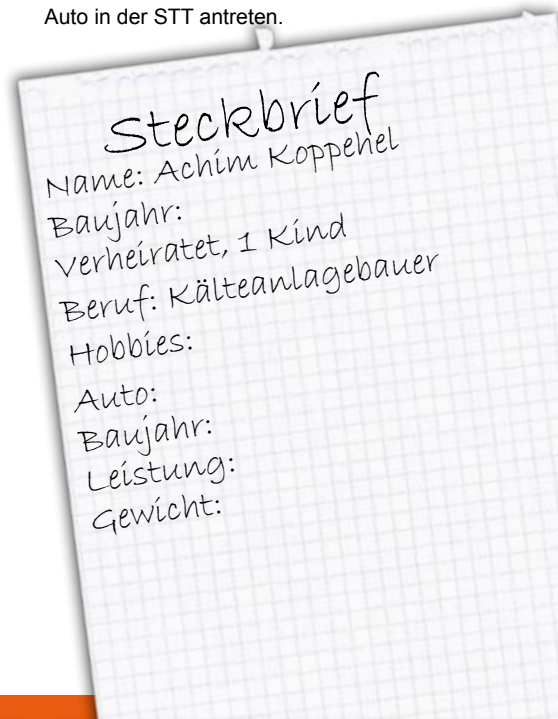 Auto in der STT antreten.
Steckbrief
Name: Achim Koppehel
Baujahr:
Verheiratet, 1 Kind
Beruf: Kälteanlagebauer
Hobbies:
Auto:
Baujahr:
Leistung:
Gewicht: